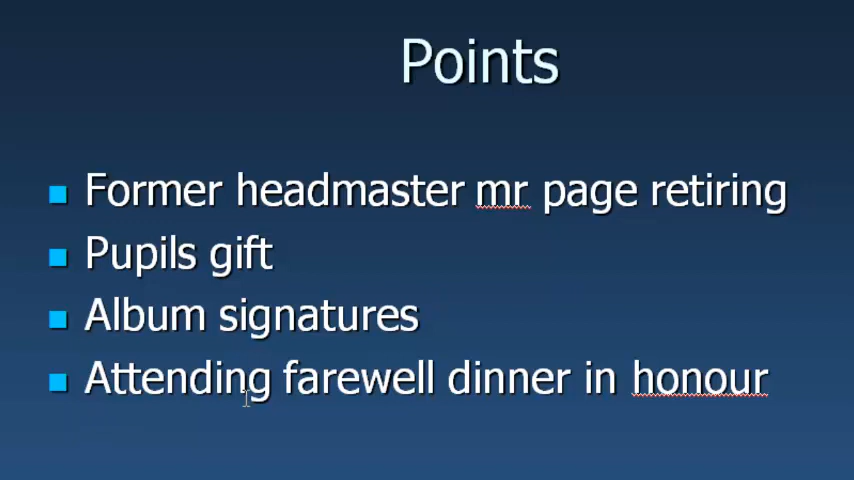 Points
Former headmaster mr page retiring
Pupils gift
Album signatures
Attending farewell dinner in honour